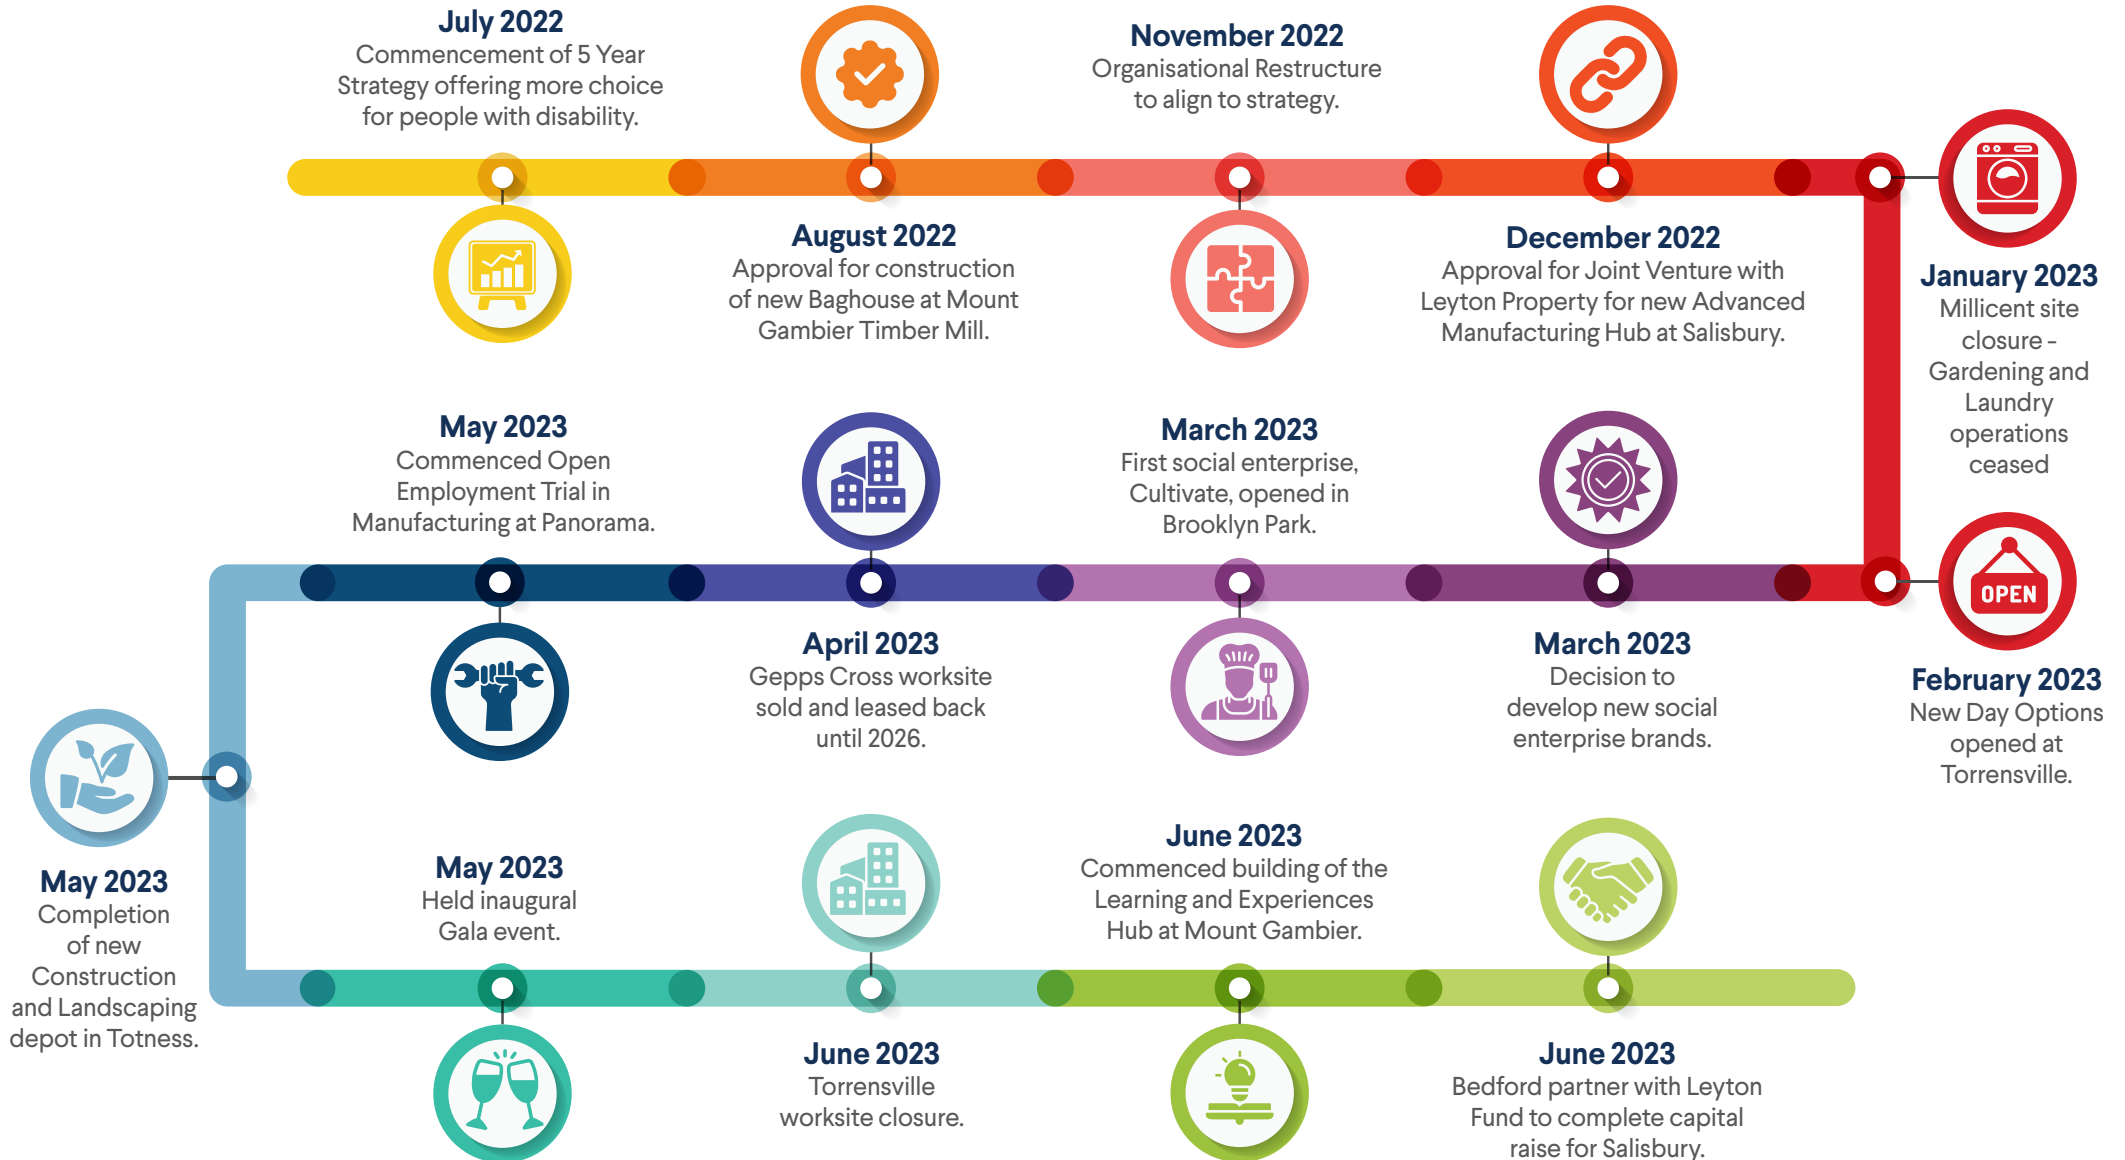 July 2022
Commencement of 5 Year
Strategy offering more choice
for people with disability.
August 2022
Approval for construction
of new Baghouse at Mount
Gambier Timber Mill.
November 2022
Organisational Restructure
to align to strategy.
December 2022
Approval for Joint Venture with
Leyton Property for new Advanced
Manufacturing Hub at Salisbury.
January 2023
Millicent site
closure -
Gardening and
Laundry
operations
ceased
OPEN
February 2023
New Day Options
opened at
Torrensville.
March 2023
Decision to
develop new social
enterprise brands.
March 2023
First social enterprise,
Cultivate, opened in
Brooklyn Park.
April 2023
Gepps Cross worksite
sold and leased back
until 2026.
May 2023
Commenced Open
Employment Trial in
Manufacturing at Panorama.
May 2023
Completion
of new
Construction
and Landscaping
depot in Totness.
May 2023
Held inaugural
Gala event.
June 2023
Torrensville
worksite closure.
June 2023
Commenced building of the
Learning and Experiences
Hub at Mount Gambier.
June 2023
Bedford partner with Leyton
Fund to complete capital
raise for Salisbury.